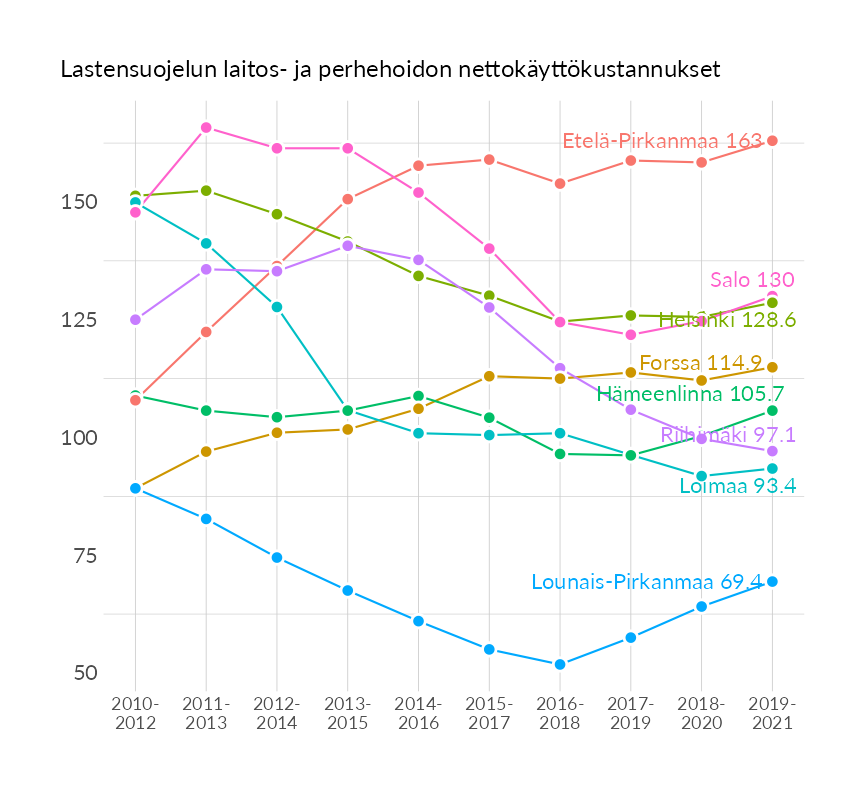 Lastensuojelun laitos- ja perhehoidon nettokäyttökustannukset
Etelä-Pirkanmaa 163
150
Salo 130
125
Helsinki 128.6
Forssa 114.9
Hämeenlinna 105.7
100
Riihimäki 97.1
Loimaa 93.4
75
Lounais-Pirkanmaa 69.4
50
2010- 2011- 2012- 2013- 2014- 2015- 2016- 2017- 2018- 2019-
2012 2013 2014 2015 2016 2017 2018 2019 2020 2021